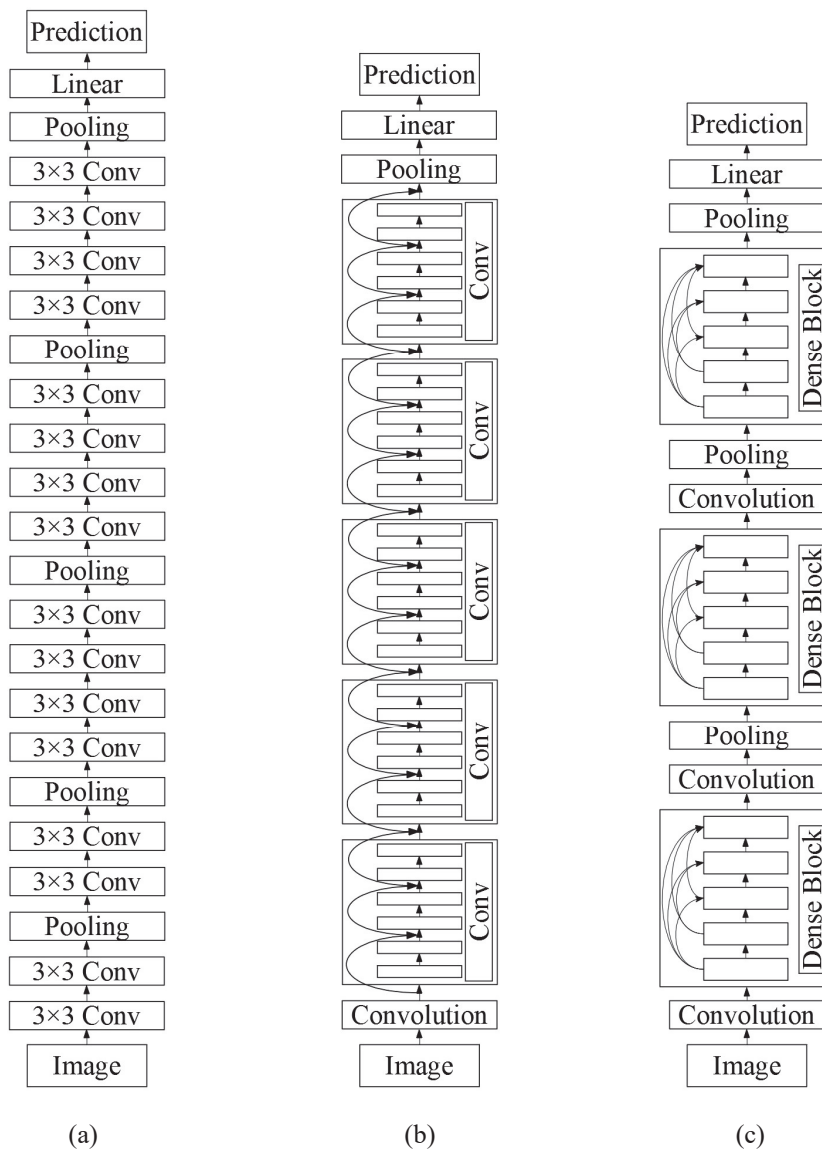 Prediction
Linear
Pooling
3×3 Conv
3×3 Conv
3×3 Conv
3×3 Conv
Pooling
3×3 Conv
3×3 Conv
3×3 Conv
3×3 Conv
Pooling
3×3 Conv
3×3 Conv
3×3 Conv
3×3 Conv
Pooling
3×3 Conv
3×3 Conv
Pooling
3×3 Conv
3×3 Conv
Image
(a)
Prediction
Linear
Pooling
Conv
Conv
Conv
Conv
Conv
Convolution
Image
(b)
Prediction
Linear
Pooling
Dense Block
Pooling
Convolution
Dense Block
Pooling
Convolution
Dense Block
Convolution
Image
(c)